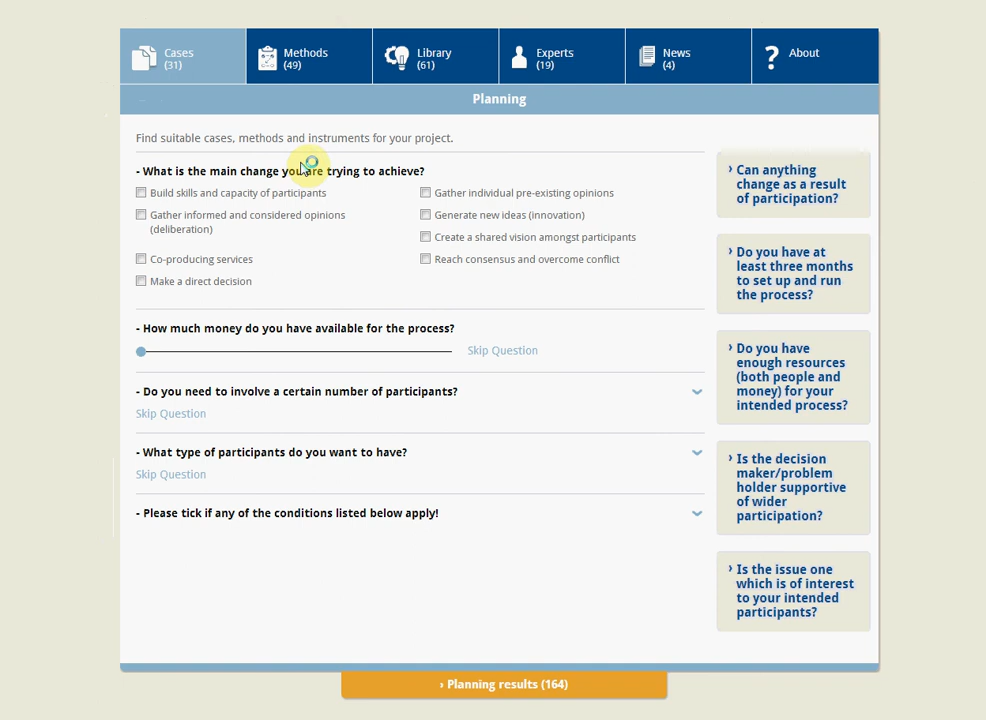 Cases
(31)
Methods
(49)
Library
(61)
Experts
(19)
News
(4)
?
About
Planning
Find suitable cases, methods and instruments for your project.
- What is the main change you are trying to achieve?
Build skills and capacity of participants
Gather individual pre-existing opinions
Gather informed and considered opinions
(deliberation)
Generate new ideas (innovation)
Create a shared vision amongst participants
Co-producing services
Reach consensus and overcome conflict
Make a direct decision
- How much money do you have available for the process?
Skip Question
- Do you need to involve a certain number of participants?
Skip Question
- What type of participants do you want to have?
Skip Question
- Please tick if any of the conditions listed below apply!
› Can anything
change as a result
of participation?
› Do you have at
least three months
to set up and run
the process?
› Do you have
enough resources
(both people and
money) for your
intended process?
› Is the decision
maker/problem
holder supportive
of wider
participation?
› Is the issue one
which is of interest
to your intended
participants?
› Planning results (164)